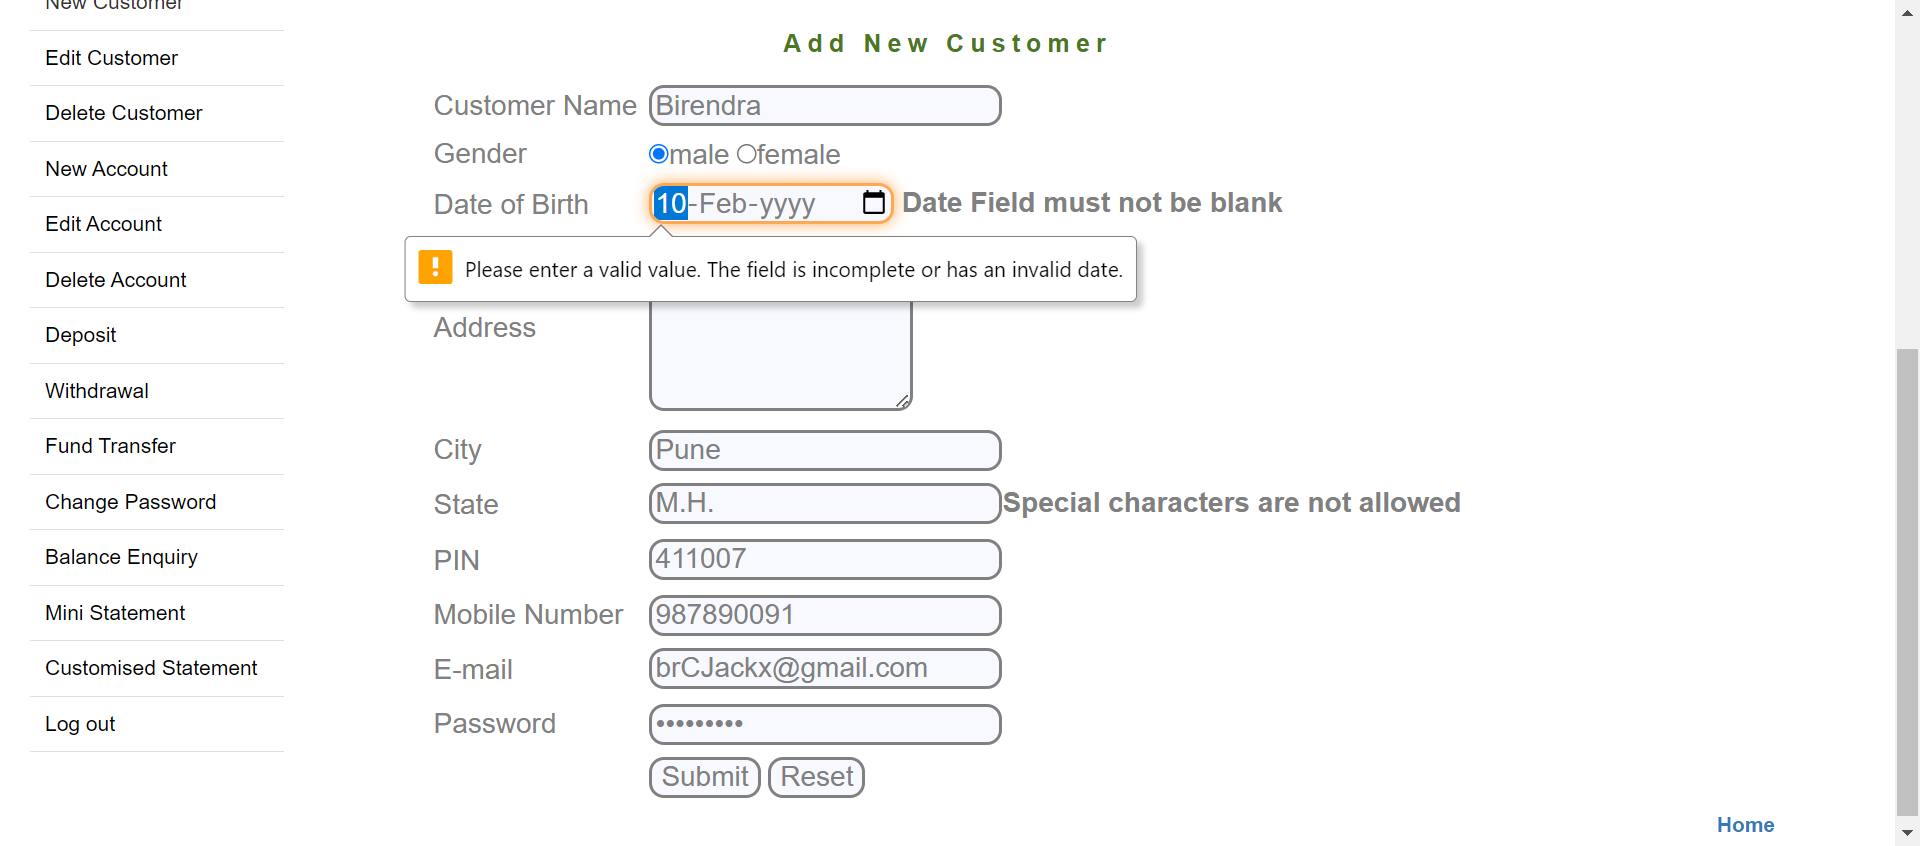 New Customer
Edit Customer
Delete Customer
New Account
Edit Account
Delete Account
Deposit
Withdrawal
Fund Transfer
Change Password
Balance Enquiry
Mini Statement
Customised Statement
Log out
Add New Customer
Customer Name Birendra
Gender male female
Date of Birth 10-Feb-yyyy Date Field must not be blank
Please enter a valid value. The field is incomplete or has an invalid date.
Address
City Pune
State M.H. Special characters are not allowed
PIN 411007
Mobile Number 987890091
E-mail brCJackx@gmail.com
Password •••••••••
Submit Reset
Home